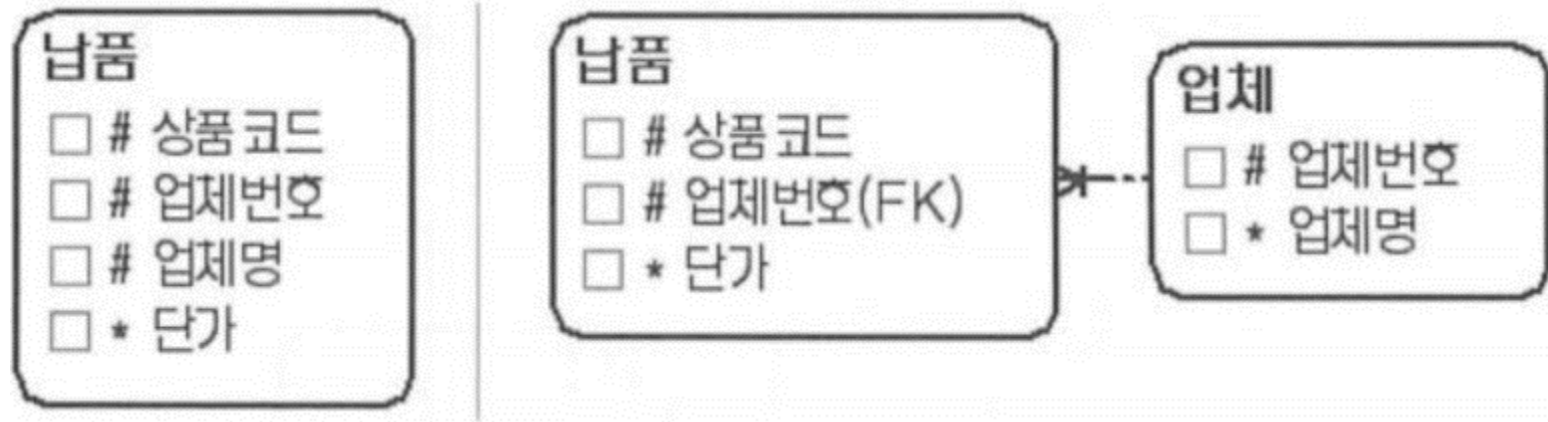 납품
□ # 상품코드
□ # 업체번호
□ # 업체명
□ * 단가
납품
□ # 상품코드
□ # 업체번호(FK)
□ * 단가
업체
□ # 업체번호
□ * 업체명